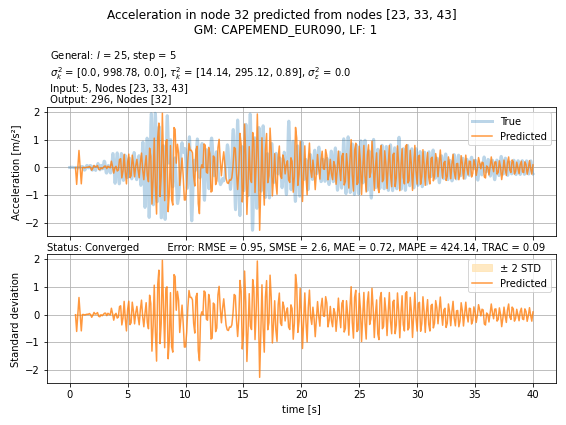 Acceleration in node 32 predicted from nodes [23, 33, 43]
GM: CAPEMEND_EUR090, LF: 1
General: l = 25, step = 5
σ²ₖ = [0.0, 998.78, 0.0], τ²ₖ = [14.14, 295.12, 0.89], σ²ε = 0.0
Input: 5, Nodes [23, 33, 43]
Output: 296, Nodes [32]
Acceleration [m/s²]
2
1
0
−1
−2
True
Predicted
Status: Converged
Error: RMSE = 0.95, SMSE = 2.6, MAE = 0.72, MAPE = 424.14, TRAC = 0.09
Standard deviation
2
1
0
−1
−2
± 2 STD
Predicted
0 5 10 15 20 25 30 35 40
time [s]